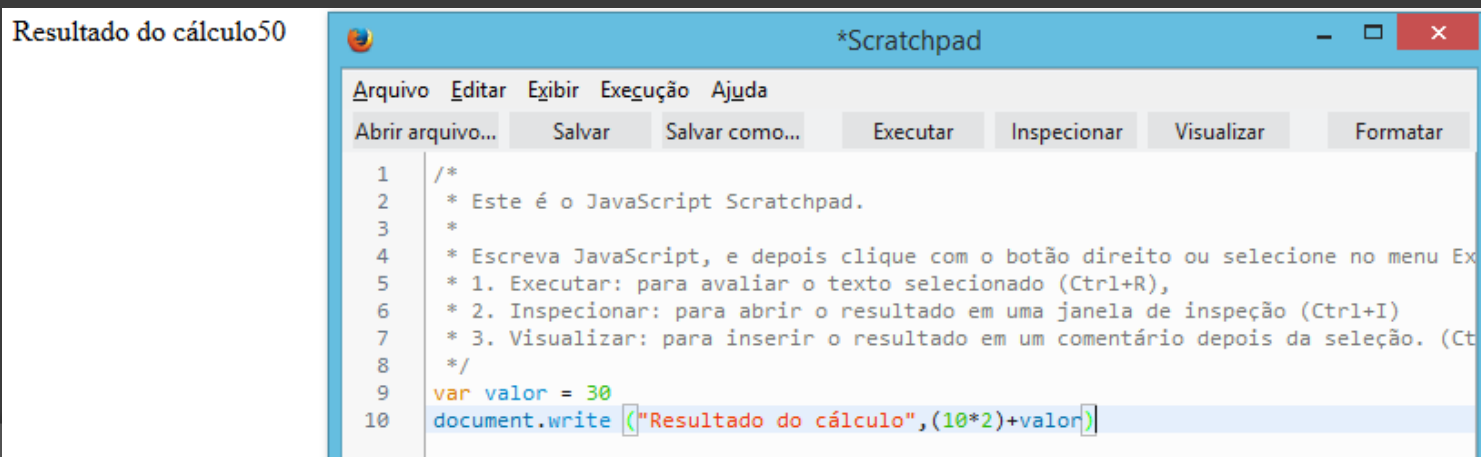 Resultado do cálculo50
*Scratchpad
Arquivo Editar Exibir Execução Ajuda
Abrir arquivo... Salvar Salvar como... Executar Inspecionar Visualizar Formatar
1 /*
2 * Este é o JavaScript Scratchpad.
3 *
4 * Escreva JavaScript, e depois clique com o botão direito ou selecione no menu Ex
5 * 1. Executar: para avaliar o texto selecionado (Ctrl+R),
6 * 2. Inspecionar: para abrir o resultado em uma janela de inspeção (Ctrl+I)
7 * 3. Visualizar: para inserir o resultado em um comentário depois da seleção. (Ct
8 */
9 var valor = 30
10 document.write ("Resultado do cálculo",(10*2)+valor)